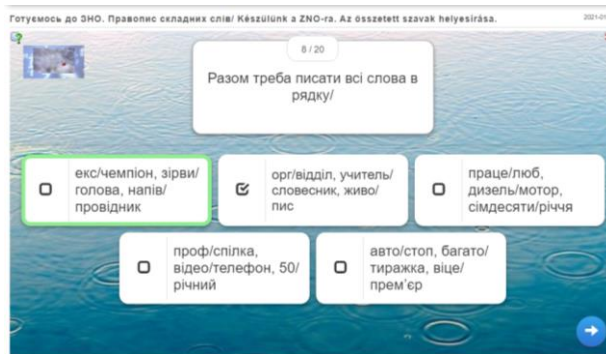 Готуємось до ЗНО. Правопис складних слів/ Készülünk a ZNO-ra. Az összetett szavak helyesírása.
2021-01
8 / 20
Разом треба писати всі слова в
рядку/
екс/чемпіон, зірви/
голова, напів/
провідник
орг/відділ, учитель/
словесник, живо/
пис
праце/люб,
дизель/мотор,
сімдесяти/річчя
проф/спілка,
відео/телефон, 50/
річний
авто/стоп, багато/
тиражка, віце/
прем'єр